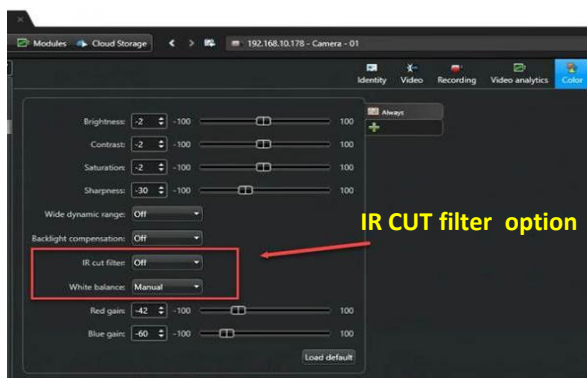 Modules Cloud Storage < > 192.168.10.178 - Camera - 01
Identity Video Recording Video analytics Color
Always
Brightness: -2 -100 100
Contrast: -2 -100 100
Saturation: -2 -100 100
Sharpness: -30 -100 100
Wide dynamic range: Off
IR CUT filter option
Backlight compensation: Off
IR cut filter: Off
White balance: Manual
Red gain: -42 -100 100
Blue gain: -60 -100 100
Load default